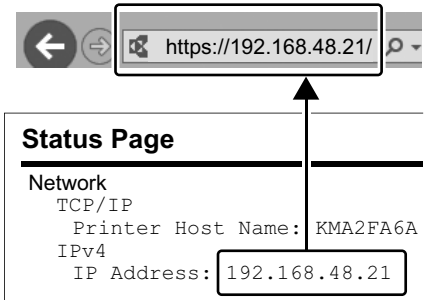 https://192.168.48.21/
Status Page
Network
TCP/IP
Printer Host Name: KMA2FA6A
IPv4
IP Address: 192.168.48.21